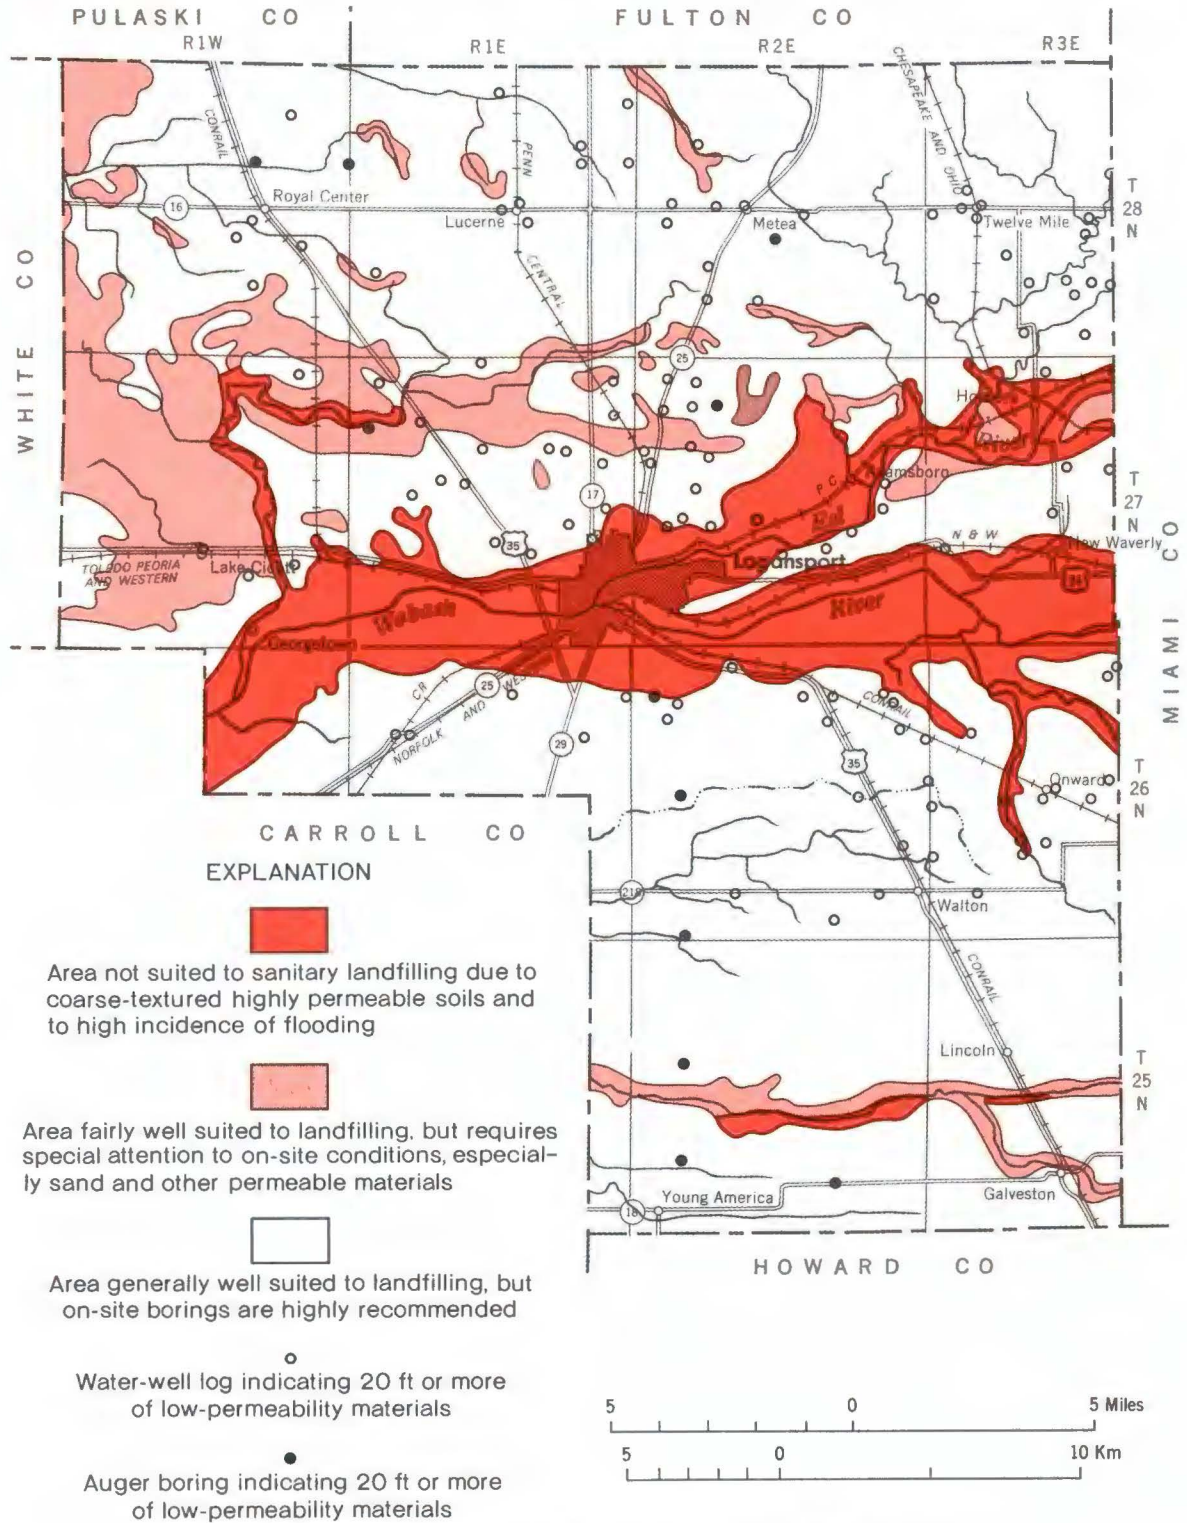 PULASKI CO
FULTON CO
R1W
R1E
R2E
R3E
CONRAIL
PENN
CHESAPEAKE AND OHIO
T
28
N
Royal Center
16
Lucerne
Metea
Twelve Mile
CENTRAL
WHITE CO
25
17
35
P C
Adamsboro
River
T
27
N
N & W
New Waverly
Eel
Logansport
TOLEDO PEORIA
AND WESTERN
Lake Cicott
Wabash
River
24
Georgetown
MIAMI CO
25
CR
NORFOLK AND WES
29
CONRAIL
35
Onward
T
26
N
CARROLL CO
218
Walton
CONRAIL
Lincoln
T
25
N
Young America
Galveston
18
HOWARD CO
EXPLANATION
Area not suited to sanitary landfilling due to
coarse-textured highly permeable soils and
to high incidence of flooding
Area fairly well suited to landfilling, but requires
special attention to on-site conditions, especial-
ly sand and other permeable materials
Area generally well suited to landfilling, but
on-site borings are highly recommended
Water-well log indicating 20 ft or more
of low-permeability materials
Auger boring indicating 20 ft or more
of low-permeability materials
5 0 5 Miles
5 0 10 Km